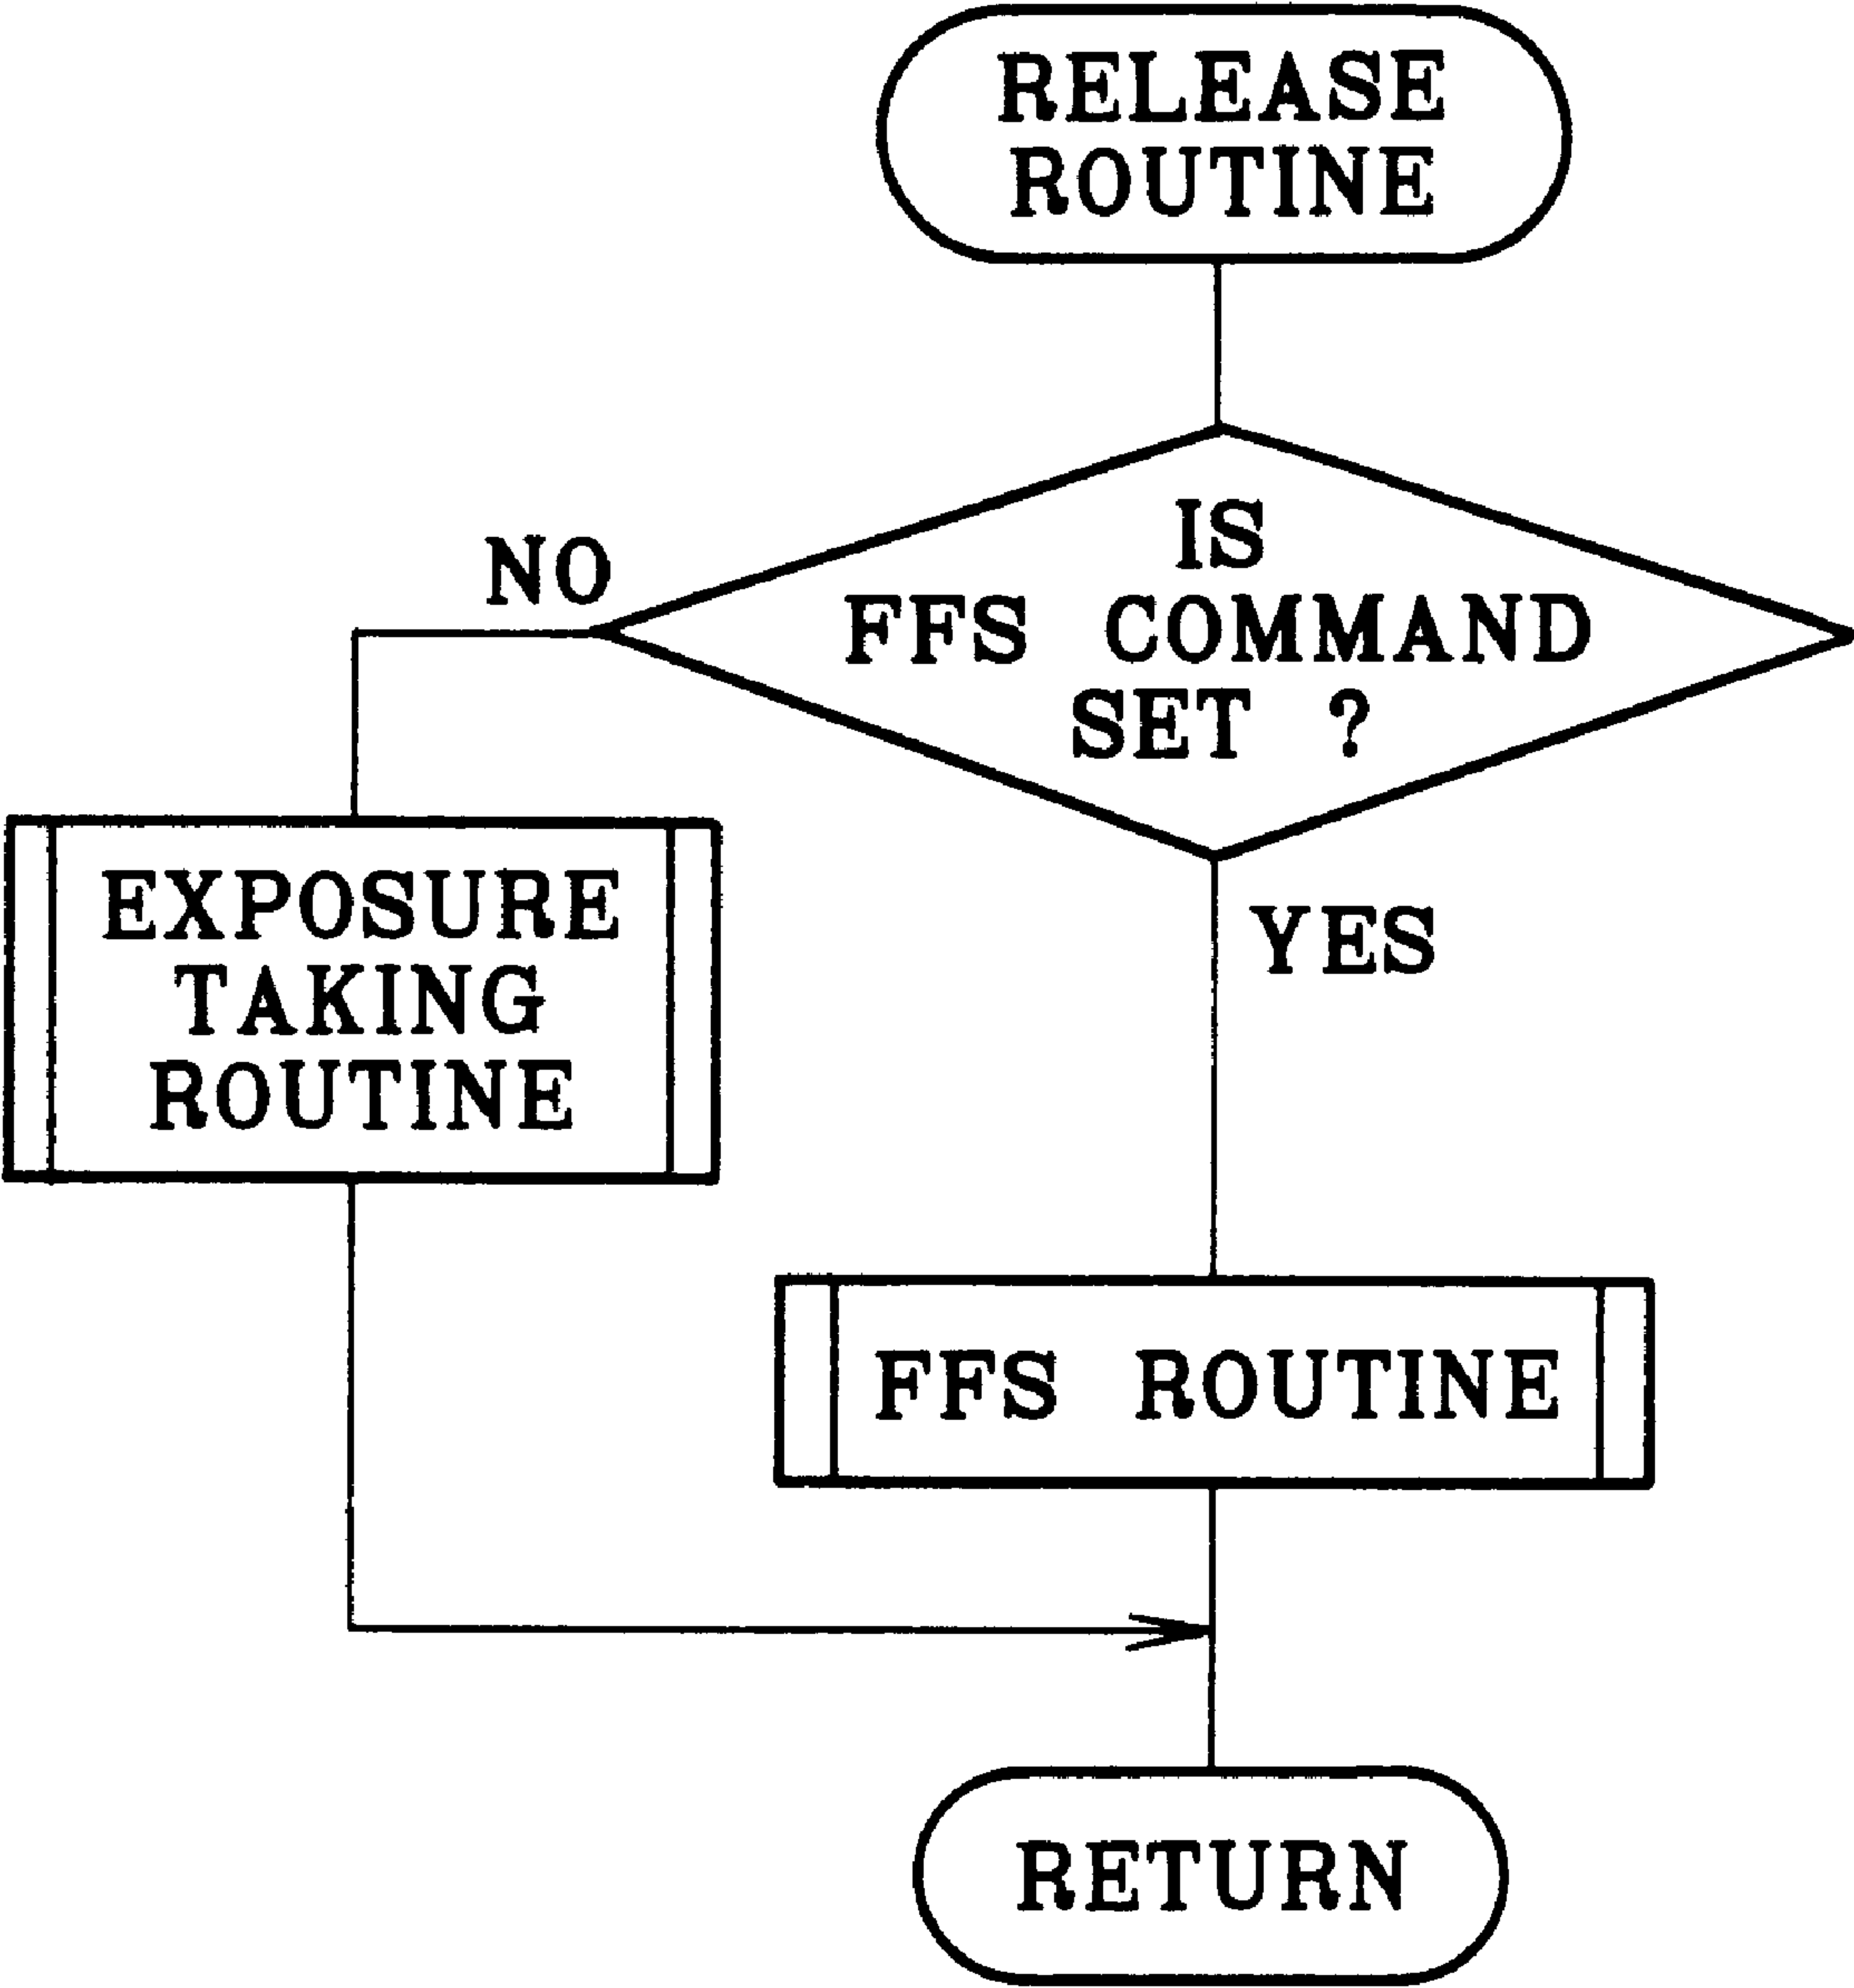 RELEASE
ROUTINE
IS
FFS COMMAND
SET ?
NO
YES
EXPOSURE
TAKING
ROUTINE
FFS ROUTINE
RETURN